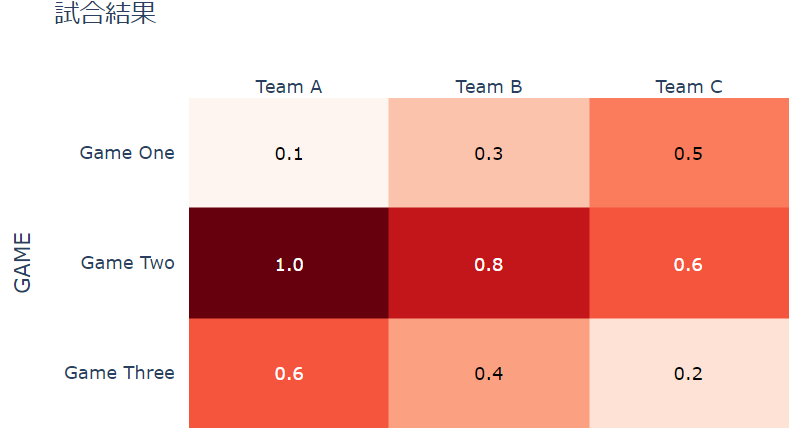 試合結果
Team A Team B Team C
Game One 0.1 0.3 0.5
GAME
Game Two 1.0 0.8 0.6
Game Three 0.6 0.4 0.2